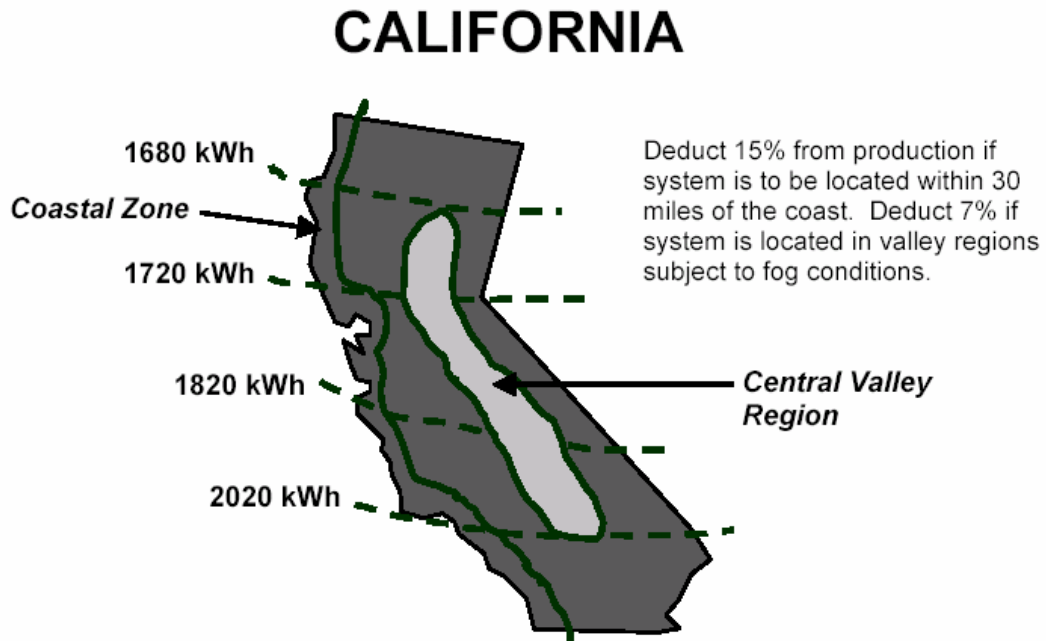 CALIFORNIA
1680 kWh
Coastal Zone
1720 kWh
1820 kWh
2020 kWh
Deduct 15% from production if
system is to be located within 30
miles of the coast.  Deduct 7% if
system is located in valley regions
subject to fog conditions.
Central Valley
Region